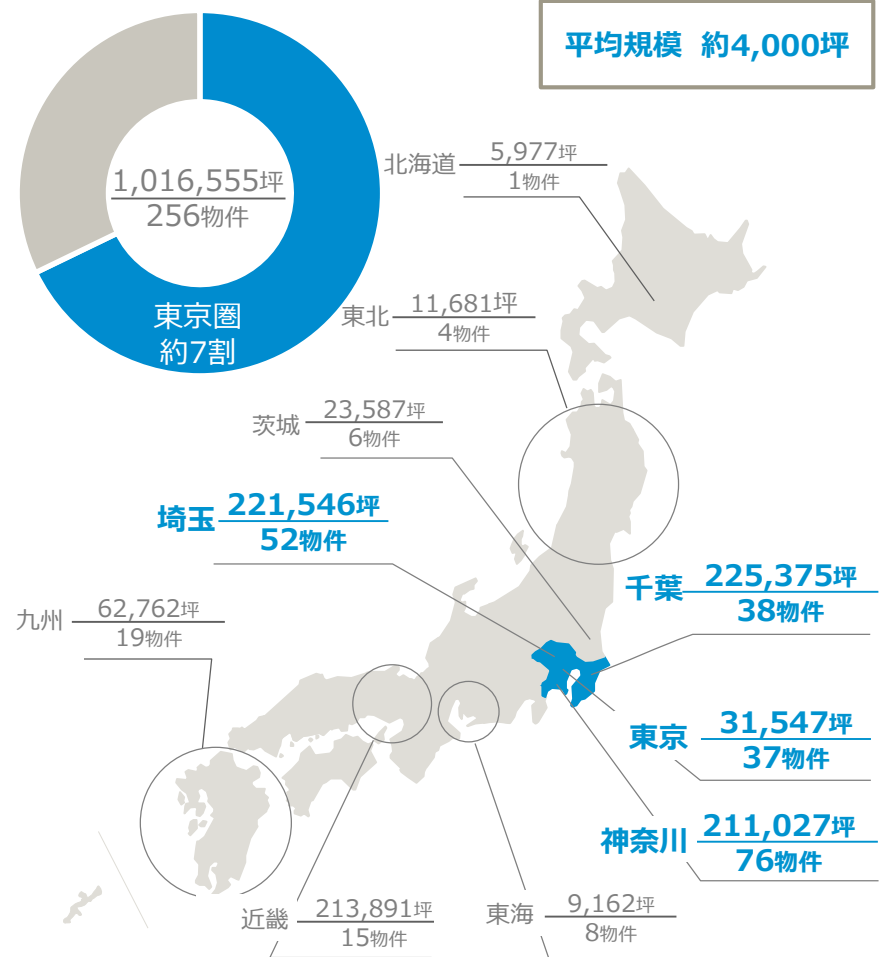 平均規模 約4,000坪
1,016,555坪
256物件
東京圏
約7割
北海道
5,977坪
1物件
東北
11,681坪
4物件
茨城
23,587坪
6物件
埼玉
221,546坪
52物件
千葉
225,375坪
38物件
九州
62,762坪
19物件
東京
31,547坪
37物件
神奈川
211,027坪
76物件
近畿
213,891坪
15物件
東海
9,162坪
8物件